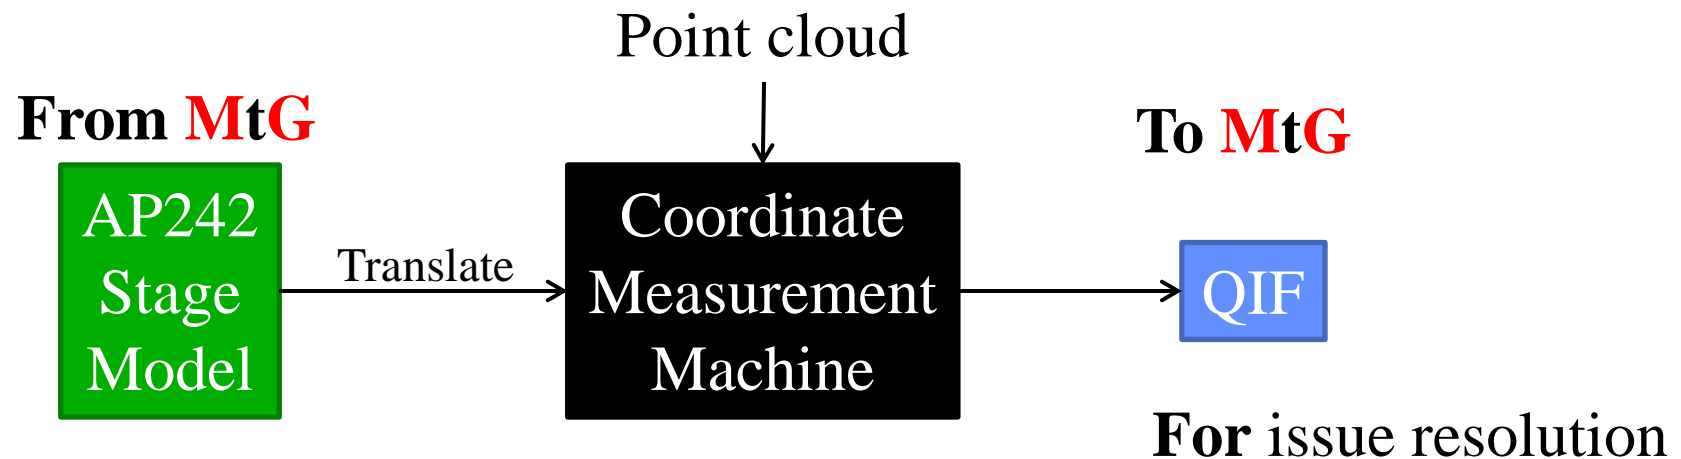 Point cloud
From MtG
To MtG
AP242
Stage
Model
Translate
Coordinate
Measurement
Machine
QIF
For issue resolution